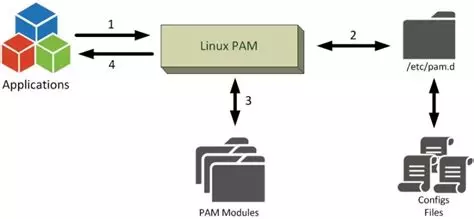 1
Linux PAM
2
4
/etc/pam.d
Applications
3
PAM Modules
Configs
Files